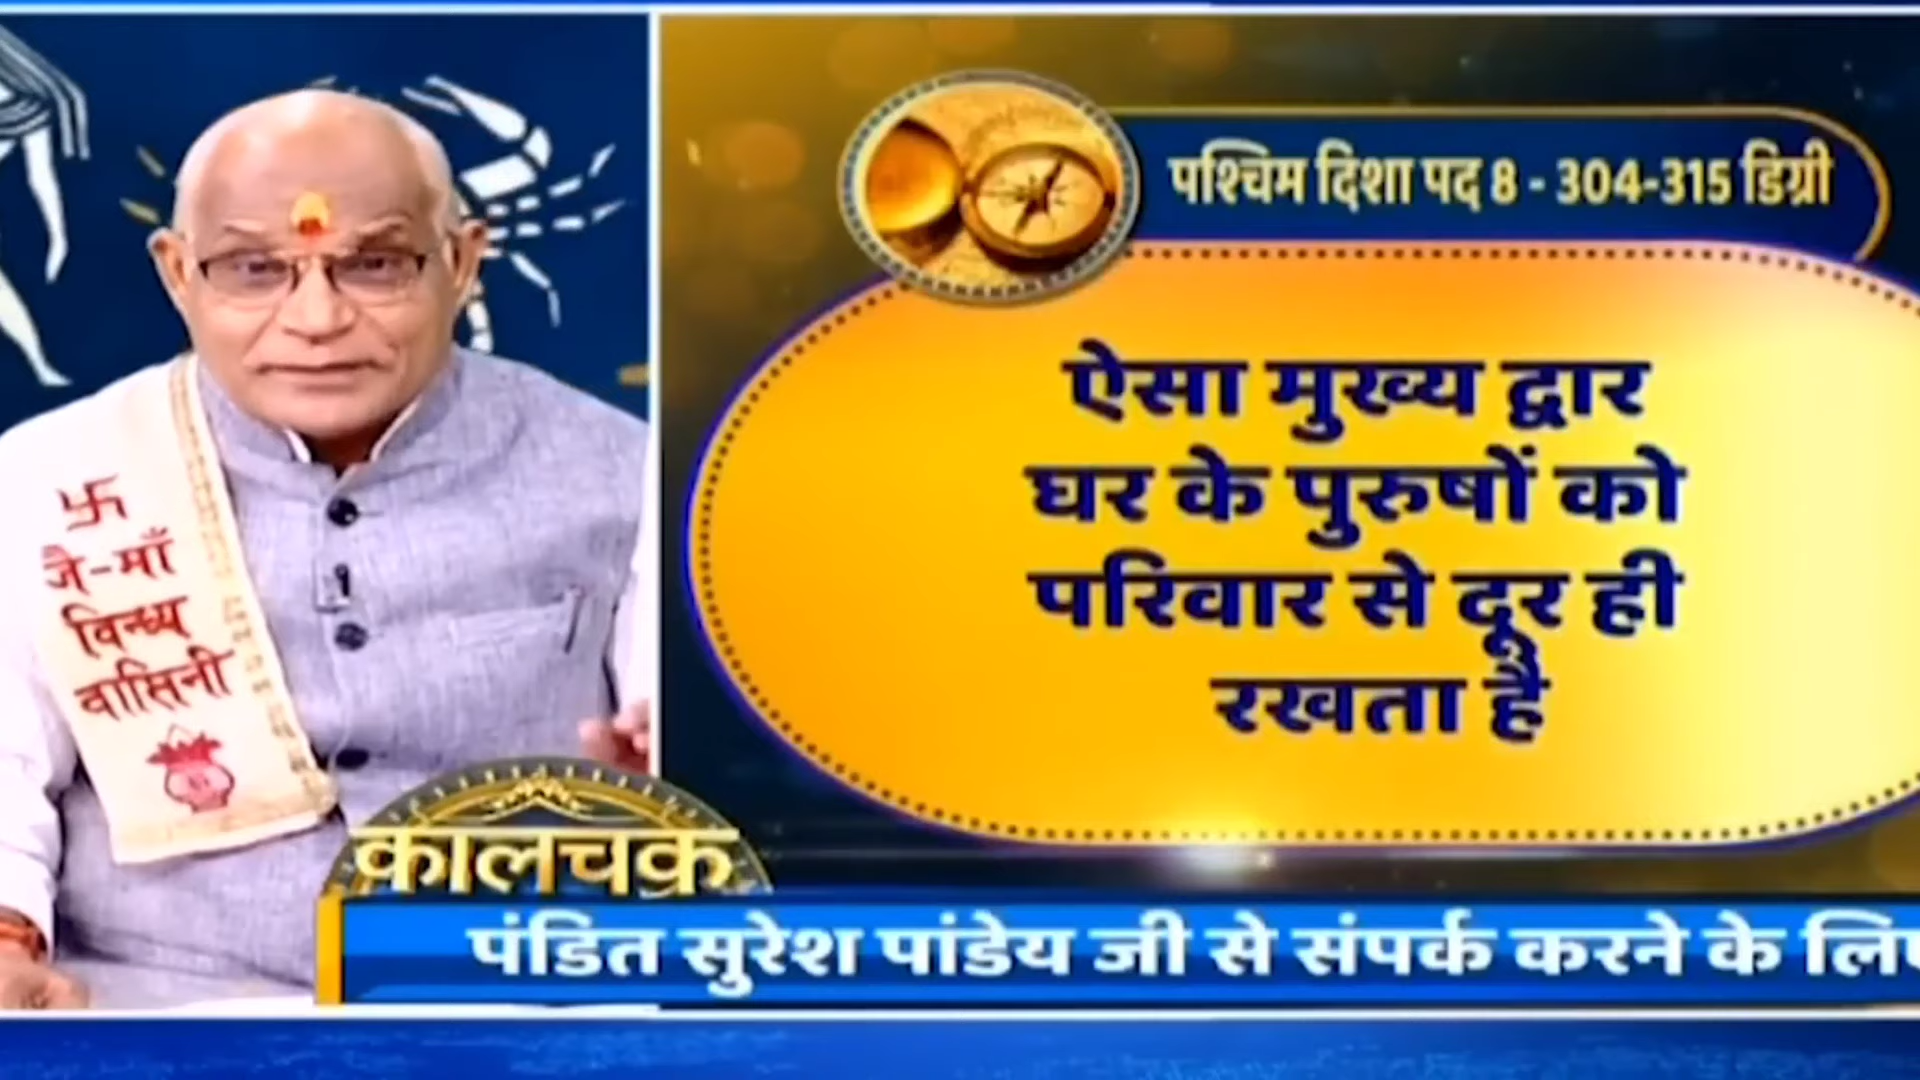 पश्चिम दिशा पद 8 - 304-315 डिग्री
ऐसा मुख्य द्वार
घर के पुरुषों को
परिवार से दूर ही
रखता है
जै-माँ
विन्ध्य
वासिनी
कालचक्र
पंडित सुरेश पांडेय जी से संपर्क करने के